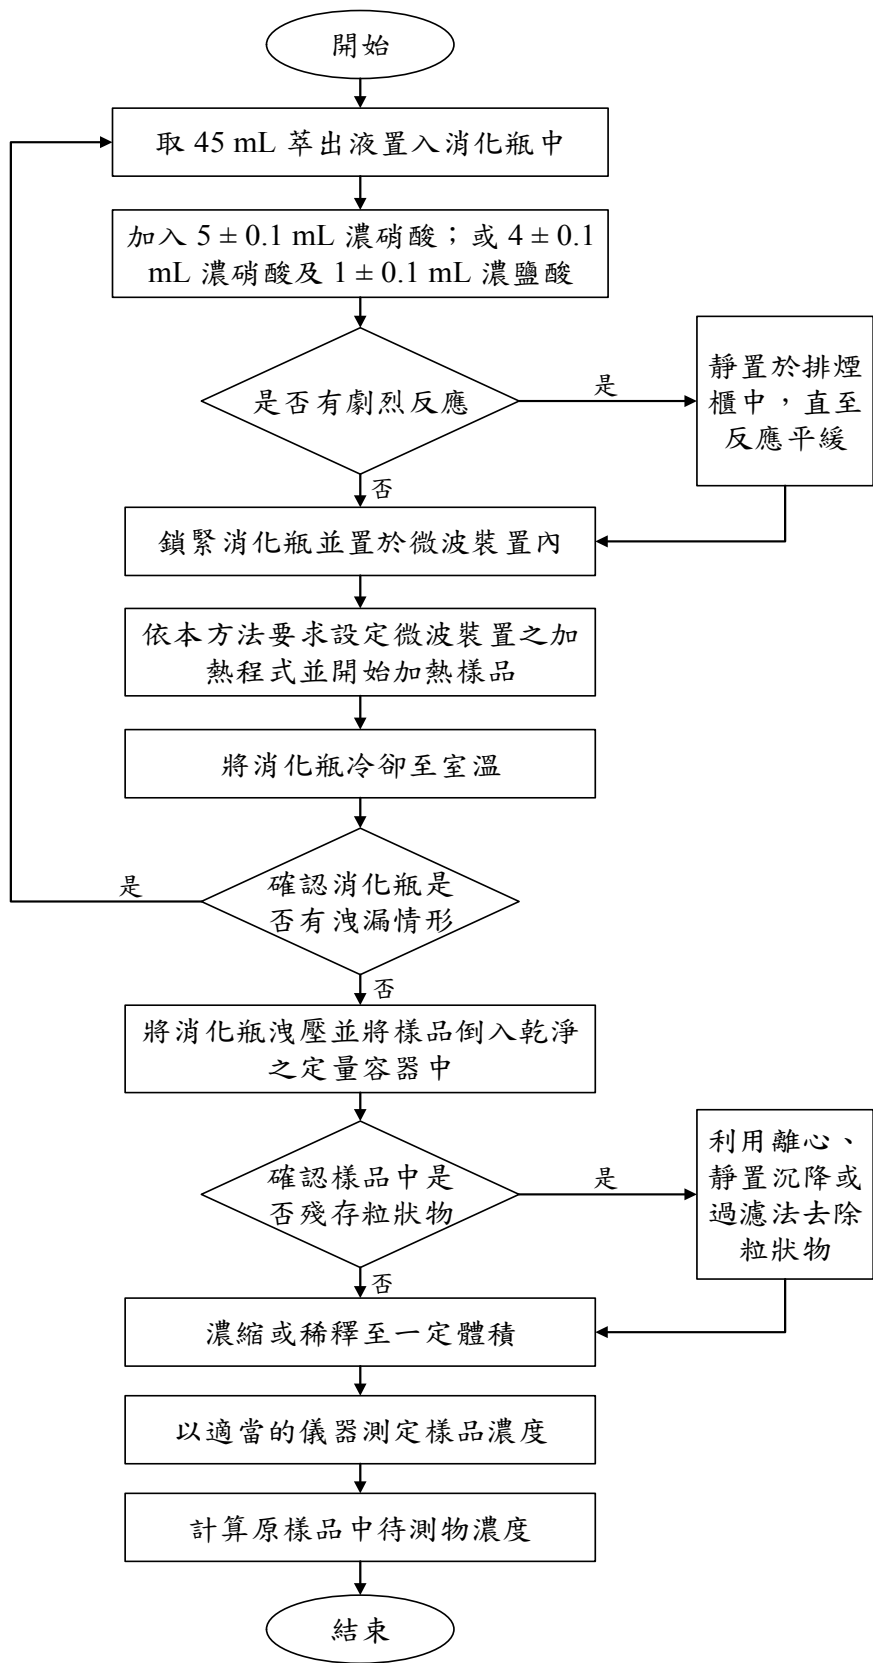 開始
取 45 mL 萃出液置入消化瓶中
加入 5 ± 0.1 mL 濃硝酸；或 4 ± 0.1
mL 濃硝酸及 1 ± 0.1 mL 濃鹽酸
是否有劇烈反應
是
靜置於排煙
櫃中，直至
反應平緩
否
鎖緊消化瓶並置於微波裝置內
依本方法要求設定微波裝置之加
熱程式並開始加熱樣品
將消化瓶冷卻至室溫
確認消化瓶是
否有洩漏情形
是
否
將消化瓶洩壓並將樣品倒入乾淨
之定量容器中
確認樣品中是
否殘存粒狀物
是
利用離心、
靜置沉降或
過濾法去除
粒狀物
否
濃縮或稀釋至一定體積
以適當的儀器測定樣品濃度
計算原樣品中待測物濃度
結束